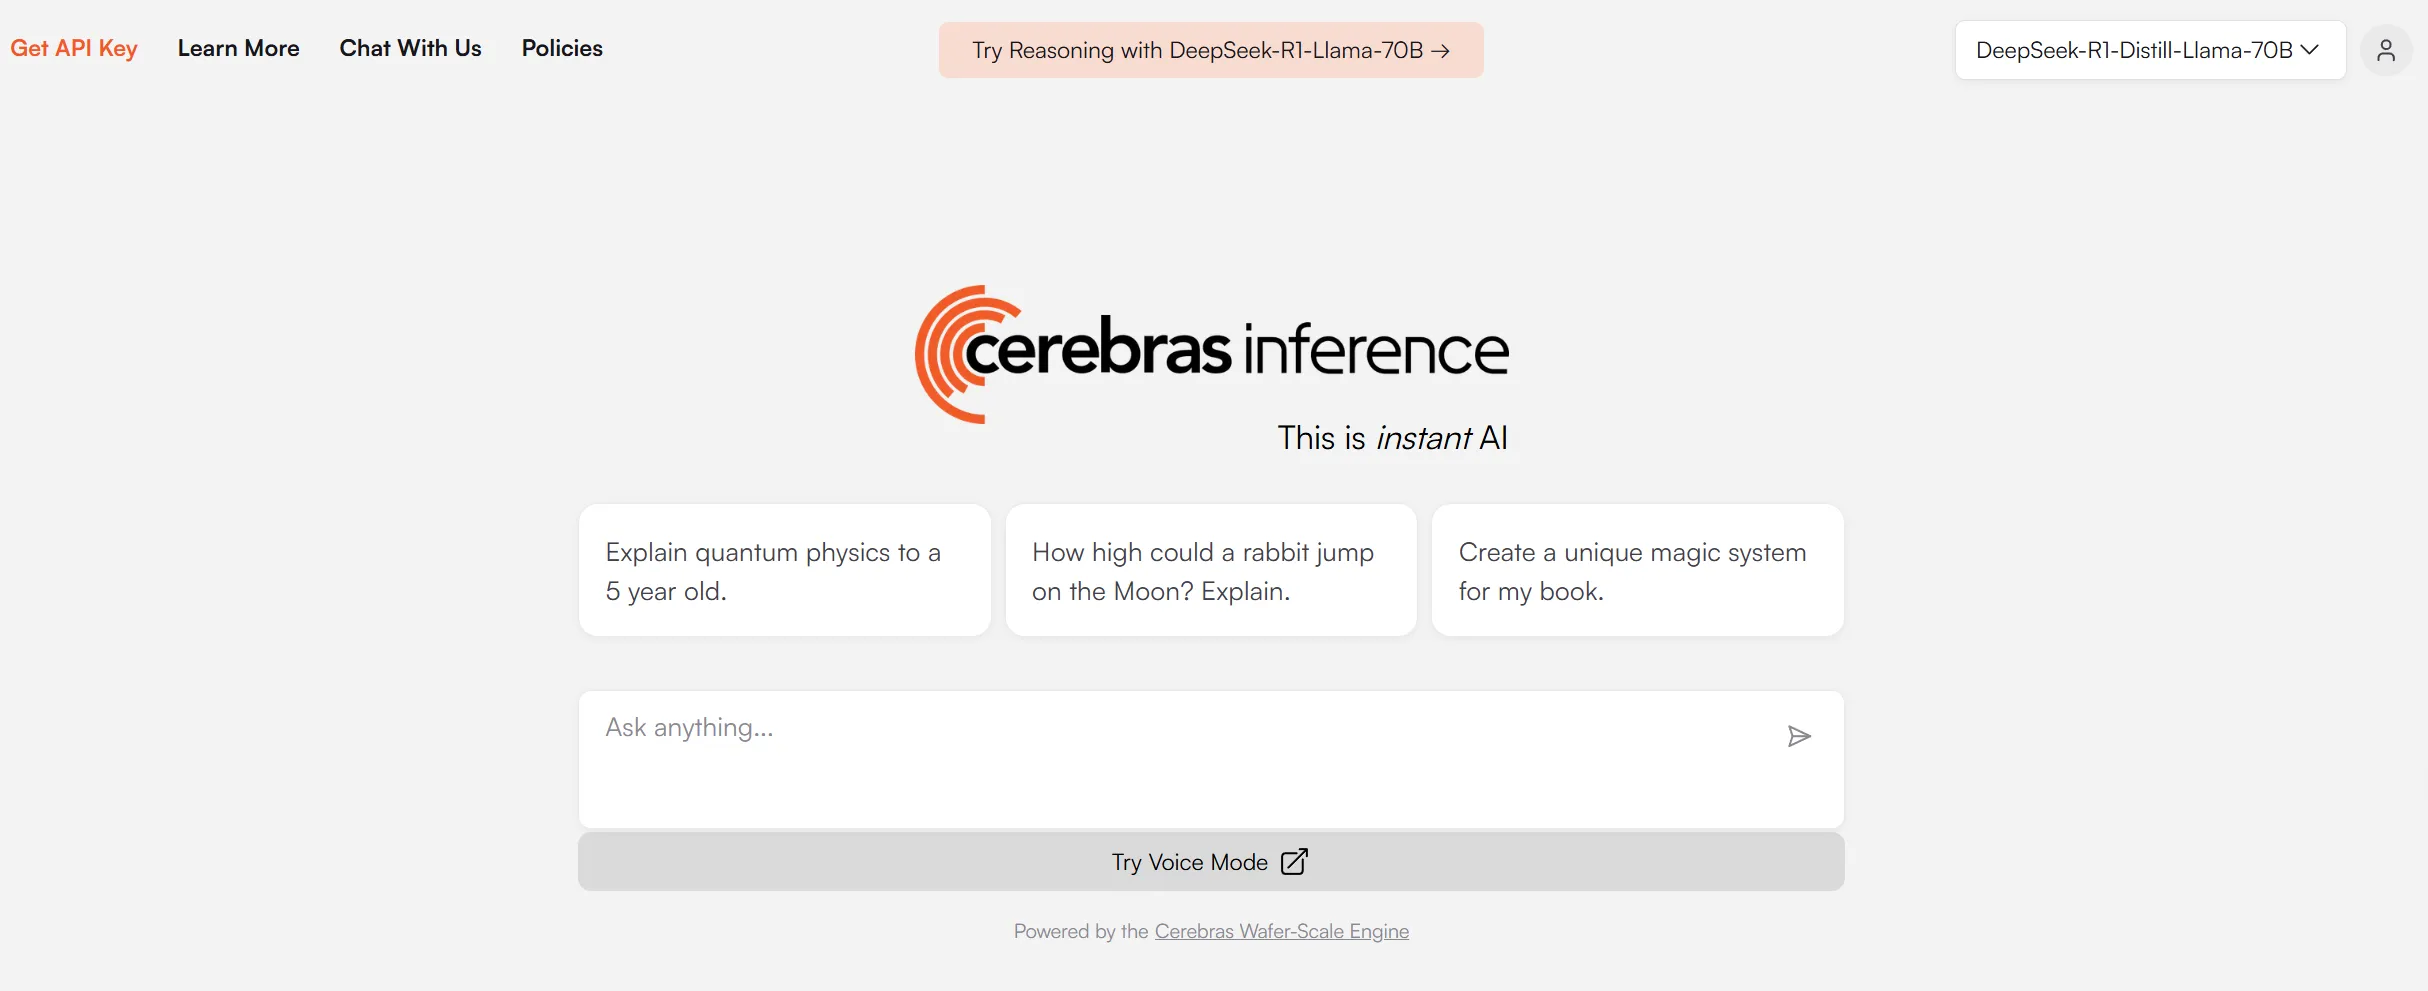 Get API Key
Learn More
Chat With Us
Policies
Try Reasoning with DeepSeek-R1-Llama-70B →
DeepSeek-R1-Distill-Llama-70B
cerebras inference
This is instant AI
Explain quantum physics to a
5 year old.
How high could a rabbit jump
on the Moon? Explain.
Create a unique magic system
for my book.
Ask anything...
Try Voice Mode
Powered by the Cerebras Wafer-Scale Engine